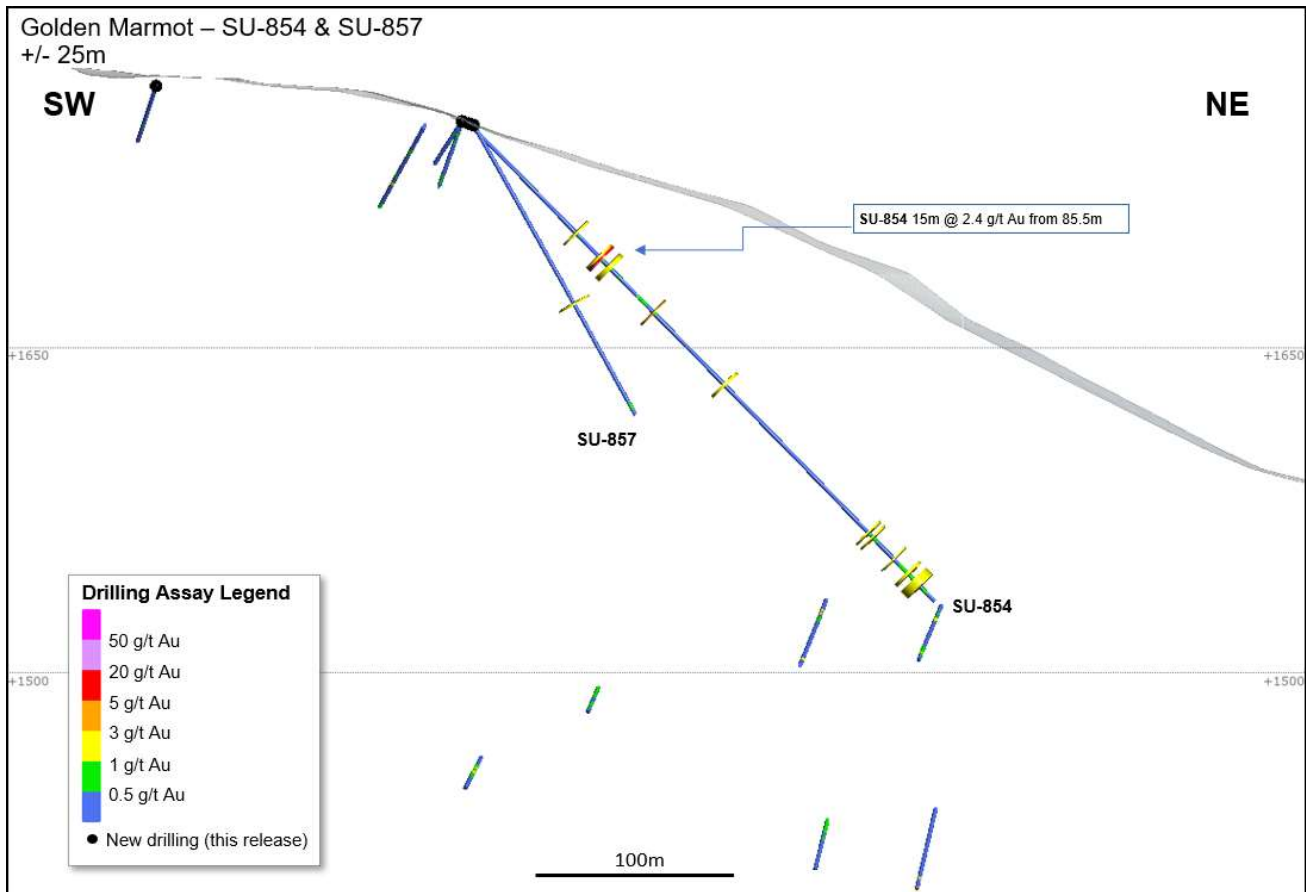 Golden Marmot – SU-854 & SU-857
+/- 25m
SW
NE
SU-854 15m @ 2.4 g/t Au from 85.5m
+1650
+1650
SU-857
SU-854
+1500
+1500
Drilling Assay Legend
50 g/t Au
20 g/t Au
5 g/t Au
3 g/t Au
1 g/t Au
0.5 g/t Au
New drilling (this release)
100m